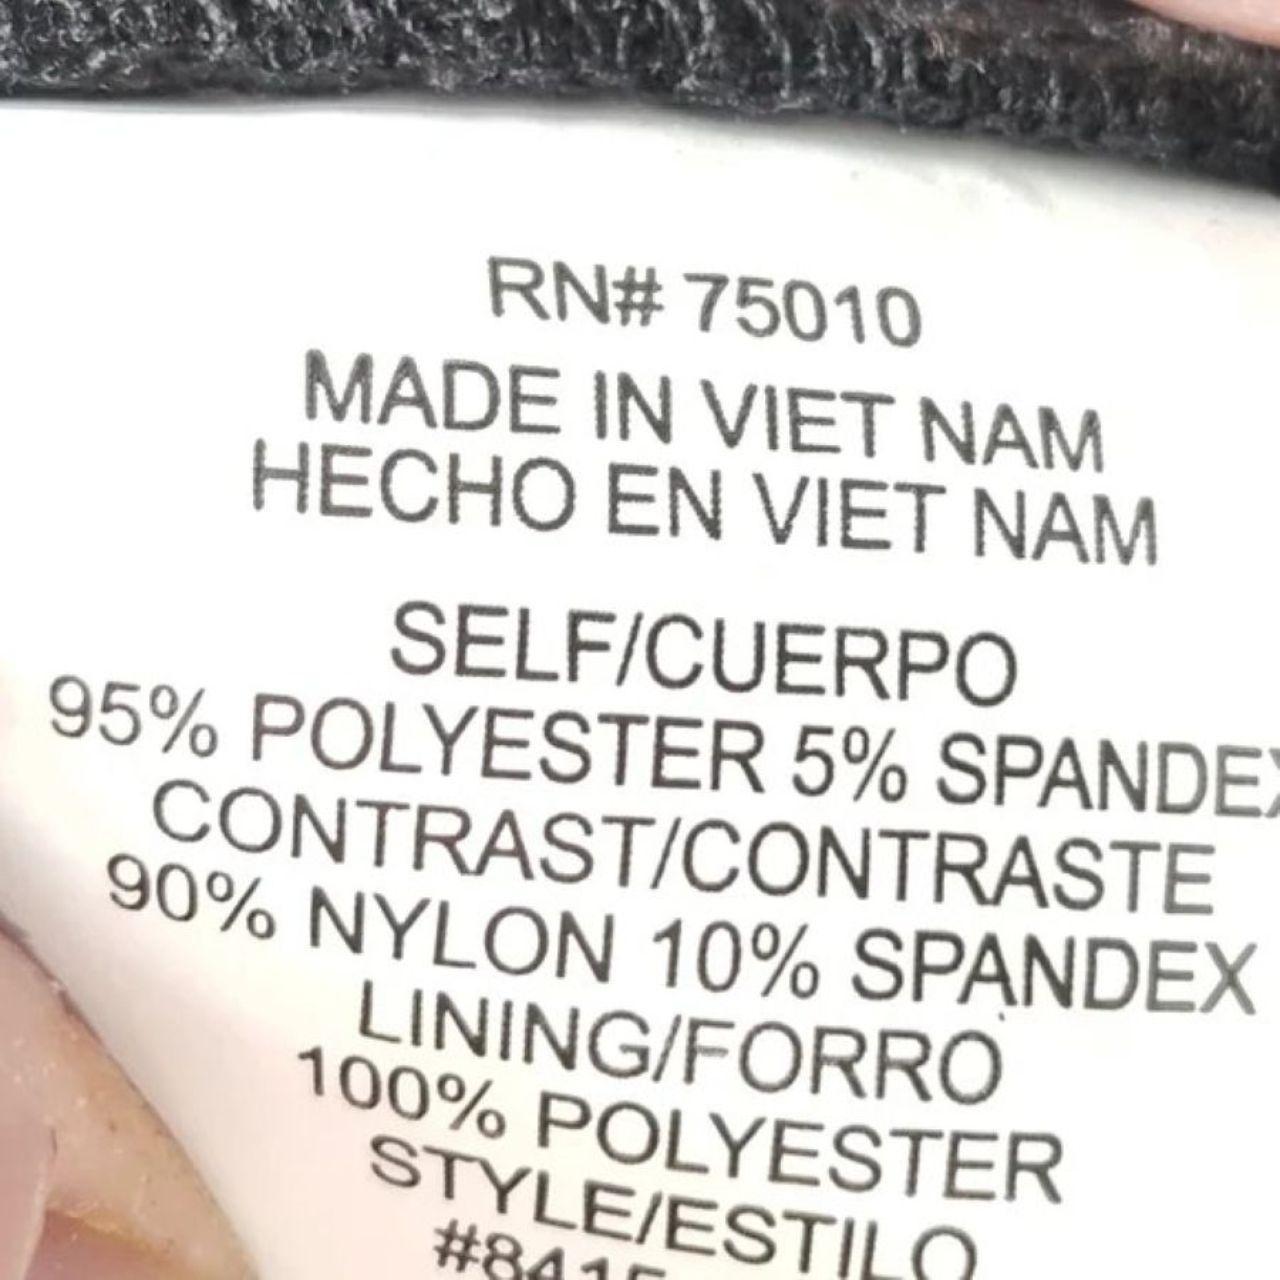 RN# 75010
MADE IN VIET NAM
HECHO EN VIET NAM
SELF/CUERPO
95% POLYESTER 5% SPANDEX
CONTRAST/CONTRASTE
90% NYLON 10% SPANDEX
LINING/FORRO
100% POLYESTER
STYLE/ESTILO